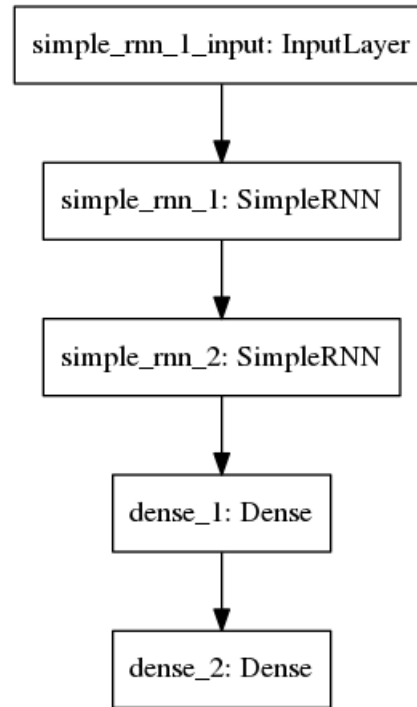 simple_rnn_1_input: InputLayer
simple_rnn_1: SimpleRNN
simple_rnn_2: SimpleRNN
dense_1: Dense
dense_2: Dense